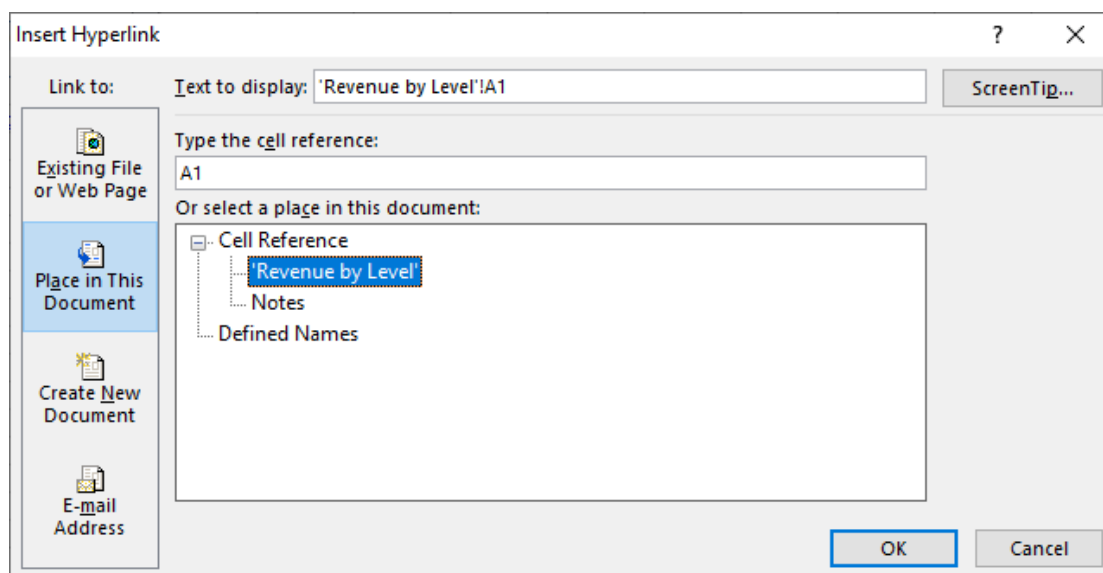 Insert Hyperlink ? ×
Link to:
Text to display: 'Revenue by Level'!A1
ScreenTip...
Existing File
or Web Page
Place in This
Document
Create New
Document
E-mail
Address
Type the cell reference:
A1
Or select a place in this document:
Cell Reference
'Revenue by Level'
Notes
Defined Names
OK
Cancel